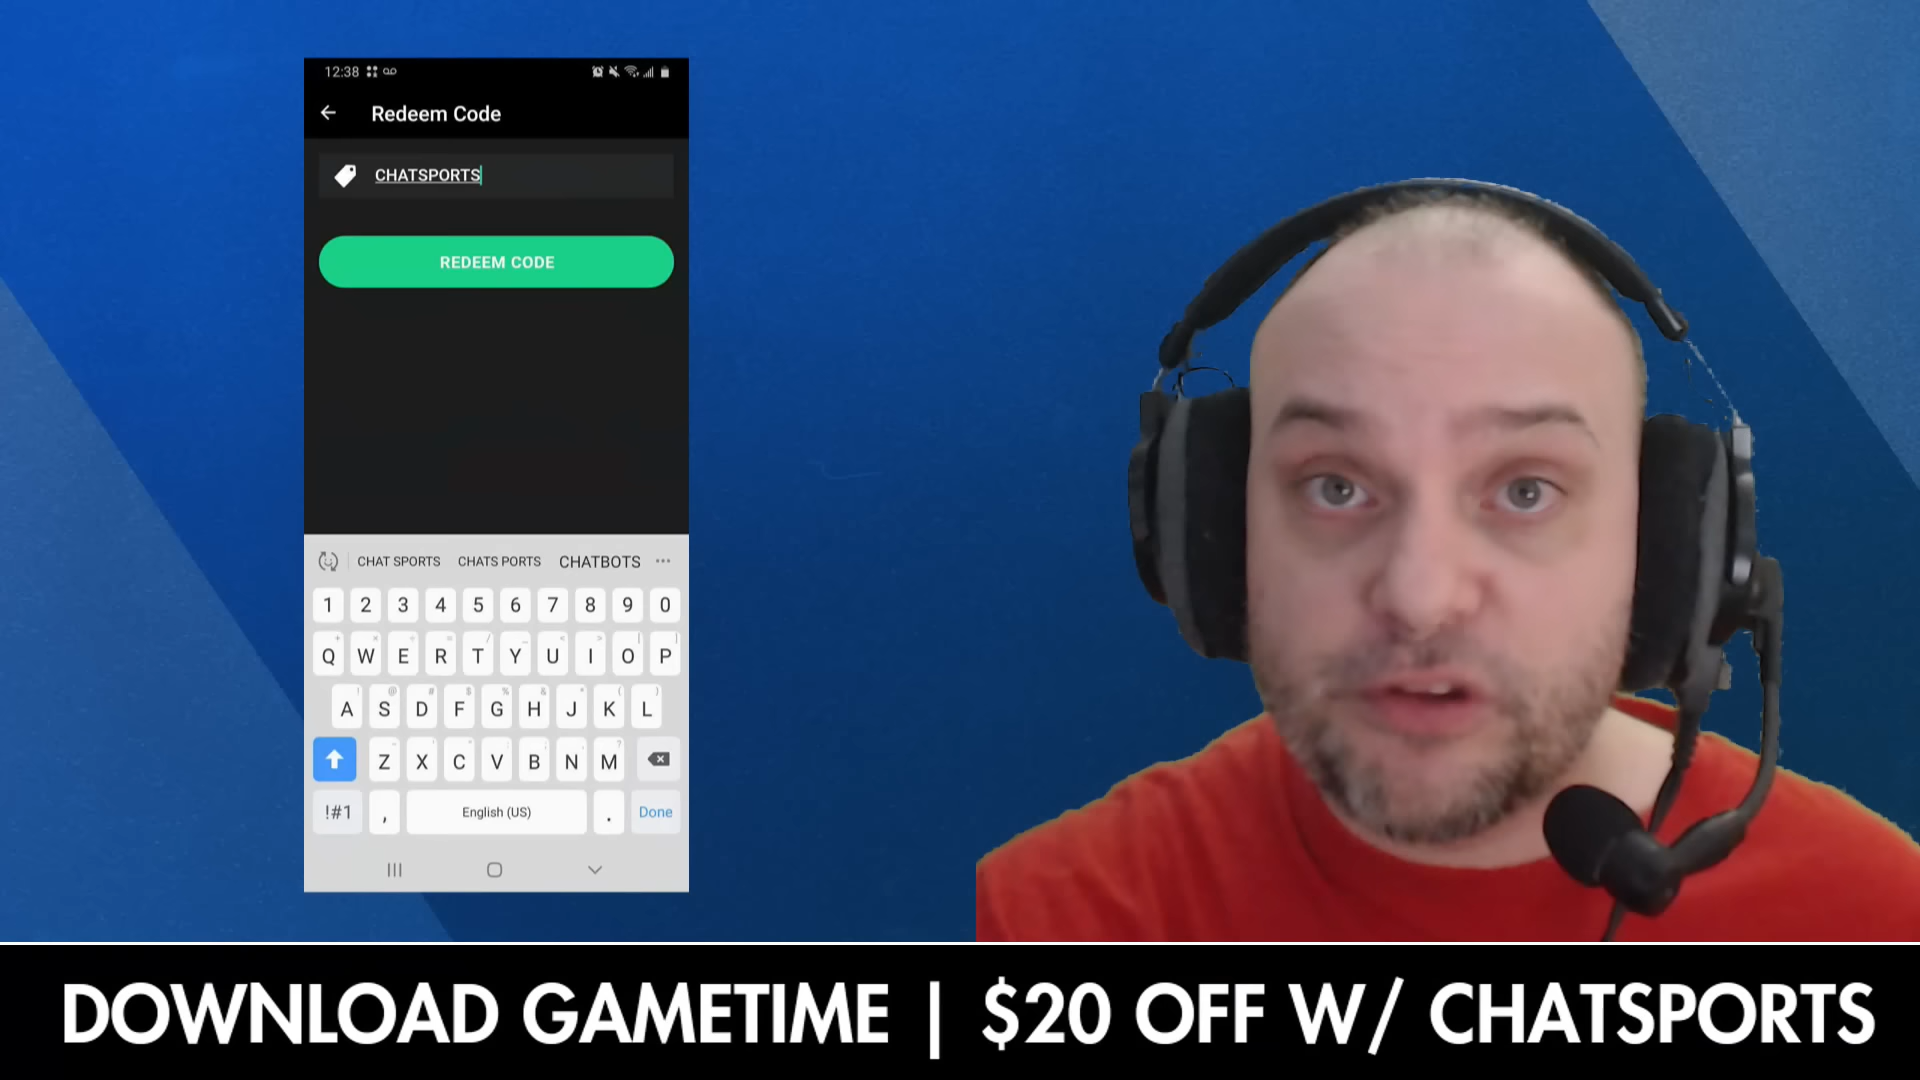 12:38
Redeem Code
CHATSPORTS
REDEEM CODE
CHAT SPORTS CHATS PORTS CHATBOTS ...
1 2 3 4 5 6 7 8 9 0
Q W E R T Y U I O P
A S D F G H J K L
Z X C V B N M
!#1 , English (US) . Done
DOWNLOAD GAMETIME | $20 OFF W/ CHATSPORTS